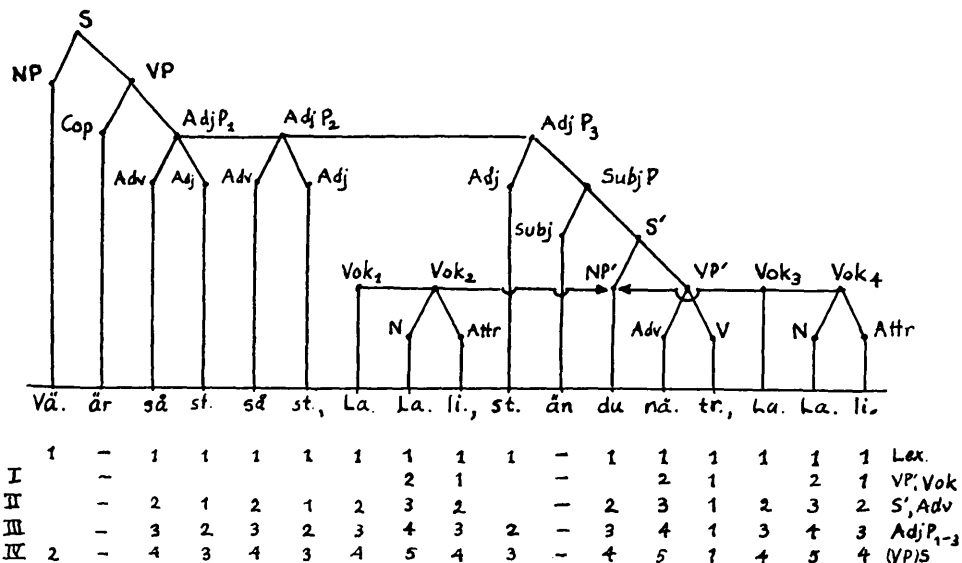 S
NP VP
Cop AdjP₁ AdjP₂ AdjP₃
Adv Adj Adv Adj Adj SubjP
Subj S'
Vok₁ Vok₂ NP' VP' Vok₃ Vok₄
N Attr Adv V N Attr
Vä. är så st. så st., La. La. li., st. än du nä. tr., La. La. li.
1 - 1 1 1 1 1 1 1 1 - 1 1 1 1 1 1 Lex.
I - 2 1 - 2 1 2 1 VP', Vok
II - 2 1 2 1 2 3 2 - 2 3 1 2 3 2 S', Adv
III - 3 2 3 2 3 4 3 2 - 3 4 1 3 4 3 AdjP₁₋₃
IV 2 - 4 3 4 3 4 5 4 3 - 4 5 1 4 5 4 (VP)S